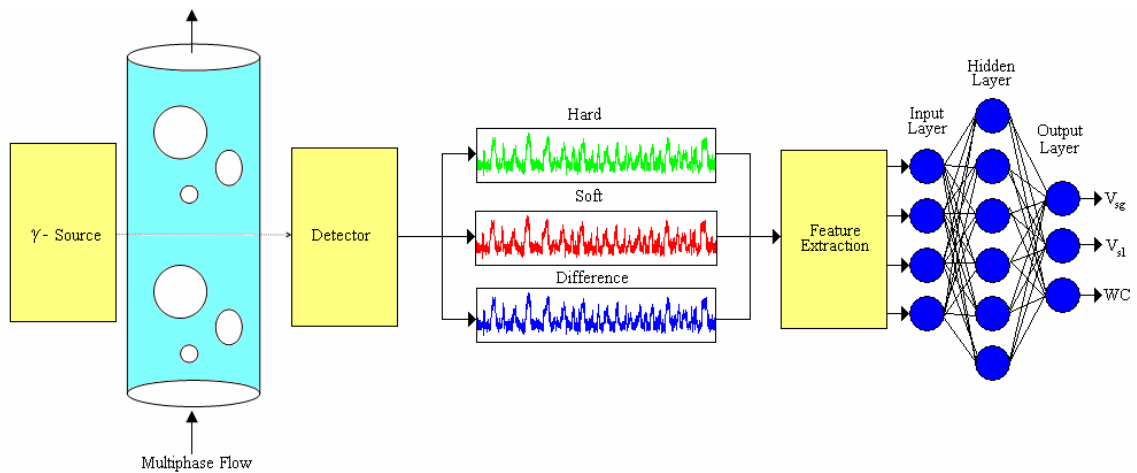 Hidden
Layer
Input
Layer
Output
Layer
Hard
Soft
Difference
γ - Source
Detector
Feature
Extraction
V_sg
V_sl
WC
Multiphase Flow